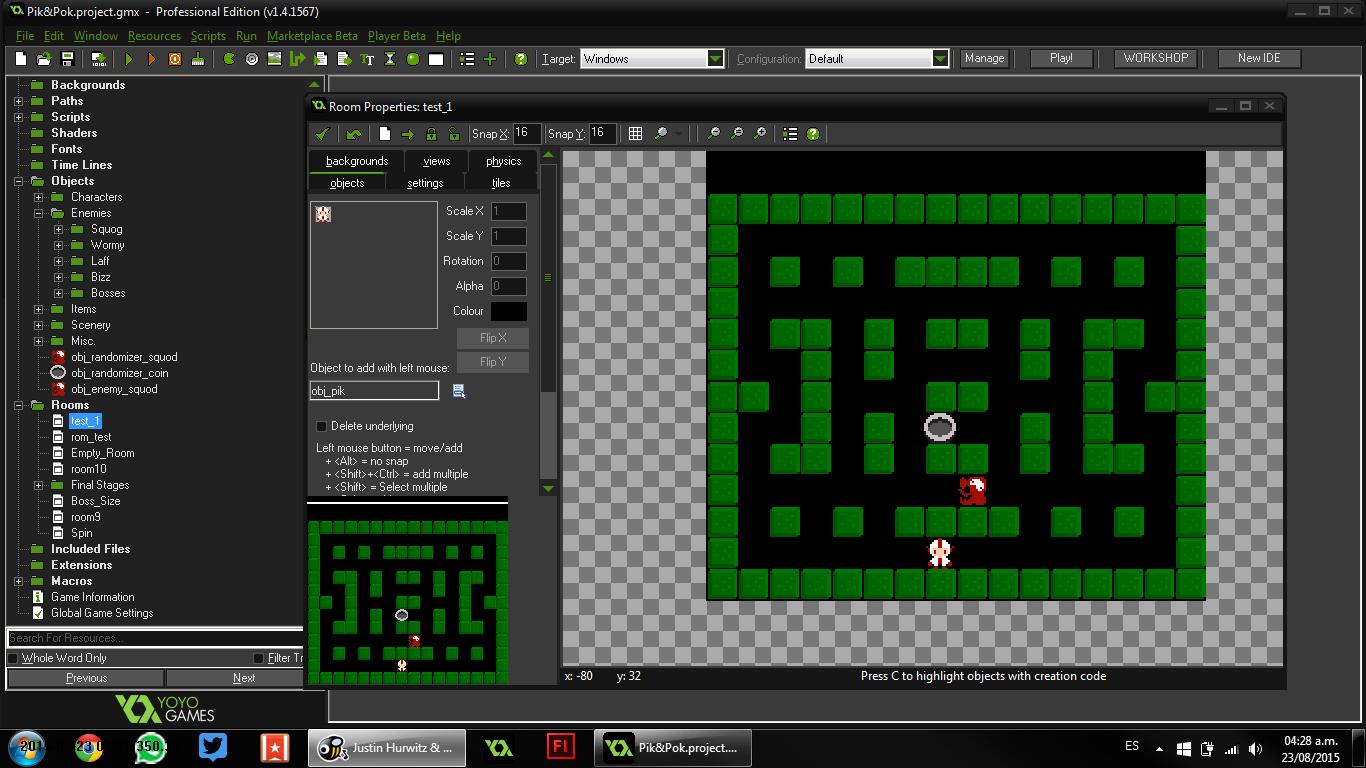 Pik&Pok.project.gmx - Professional Edition (v1.4.1567)
File Edit Window Resources Scripts Run Marketplace Beta Player Beta Help
Target: Windows Configuration: Default Manage Play! WORKSHOP New IDE
Backgrounds
Paths
Scripts
Shaders
Fonts
Time Lines
Objects
Characters
Enemies
Squog
Wormy
Laff
Bizz
Bosses
Items
Scenery
Misc.
obj_randomizer_squod
obj_randomizer_coin
obj_enemy_squod
Rooms
test_1
rom_test
Empty_Room
room10
Final Stages
Boss_Size
room9
Spin
Included Files
Extensions
Macros
Game Information
Global Game Settings
Search For Resources...
Whole Word Only Filter Tr
Previous Next
YOYO
GAMES
Room Properties: test_1
Snap X: 16 Snap Y: 16
backgrounds views physics
objects settings tiles
Scale X 1
Scale Y 1
Rotation 0
Alpha 0
Colour
Flip X
Flip Y
Object to add with left mouse:
obj_pik
Delete underlying
Left mouse button = move/add
+ <Alt> = no snap
+ <Shift>+<Ctrl> = add multiple
+ <Shift> = Select multiple
x: -80 y: 32 Press C to highlight objects with creation code
Justin Hurwitz & ... Fl Pik&Pok.project.... ES 04:28 a.m.
23/08/2015